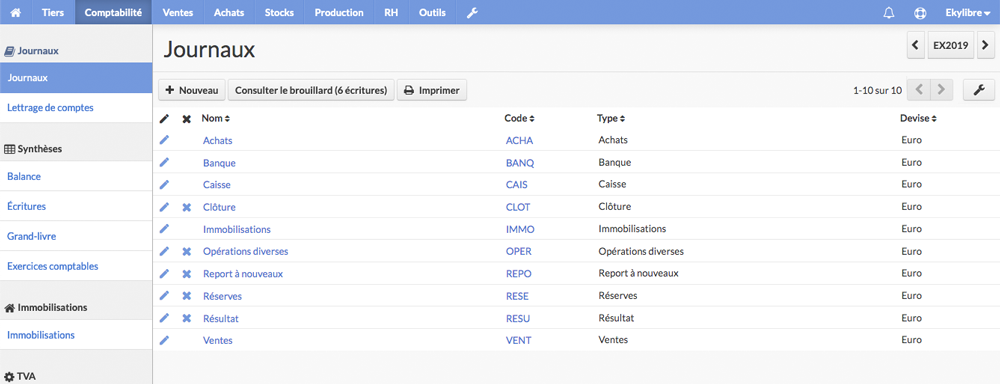 Tiers Comptabilité Ventes Achats Stocks Production RH Outils Ekylibre
Journaux
Journaux
Lettrage de comptes
Synthèses
Balance
Écritures
Grand-livre
Exercices comptables
Immobilisations
Immobilisations
TVA
Journaux
EX2019
Nouveau Consulter le brouillard (6 écritures) Imprimer 1-10 sur 10
Nom Code Type Devise
Achats ACHA Achats Euro
Banque BANQ Banque Euro
Caisse CAIS Caisse Euro
Clôture CLOT Clôture Euro
Immobilisations IMMO Immobilisations Euro
Opérations diverses OPER Opérations diverses Euro
Report à nouveaux REPO Report à nouveaux Euro
Réserves RESE Réserves Euro
Résultat RESU Résultat Euro
Ventes VENT Ventes Euro